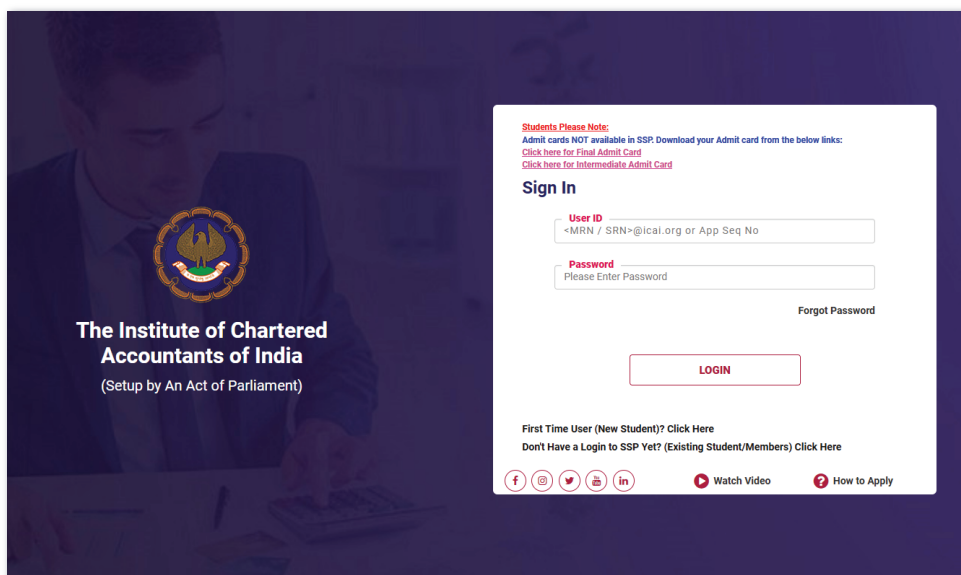 Students Please Note:
Admit cards NOT available in SSP. Download your Admit card from the below links:
Click here for Final Admit Card
Click here for Intermediate Admit Card
Sign In
User ID
<MRN / SRN>@icai.org or App Seq No
Password
Please Enter Password
Forgot Password
The Institute of Chartered
Accountants of India
(Setup by An Act of Parliament)
LOGIN
First Time User (New Student)? Click Here
Don't Have a Login to SSP Yet? (Existing Student/Members) Click Here
Watch Video
How to Apply